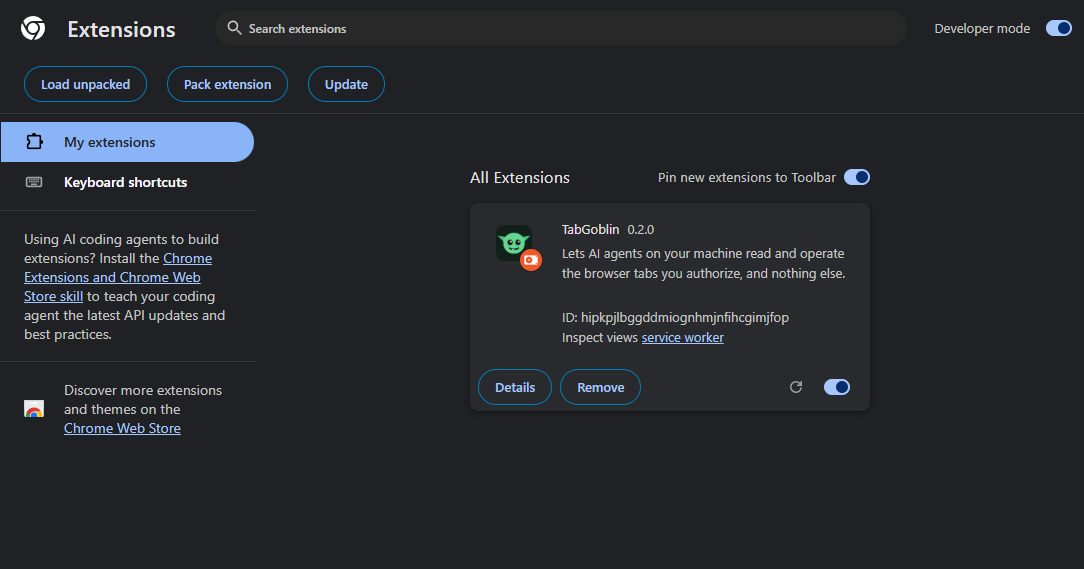 Extensions
Search extensions
Developer mode
Load unpacked
Pack extension
Update
My extensions
Keyboard shortcuts
Using AI coding agents to build
extensions? Install the Chrome
Extensions and Chrome Web
Store skill to teach your coding
agent the latest API updates and
best practices.
Discover more extensions
and themes on the
Chrome Web Store
All Extensions
Pin new extensions to Toolbar
TabGoblin 0.2.0
Lets AI agents on your machine read and operate
the browser tabs you authorize, and nothing else.
ID: hipkpjlbggddmiognhmjnfihcgimjfop
Inspect views service worker
Details
Remove